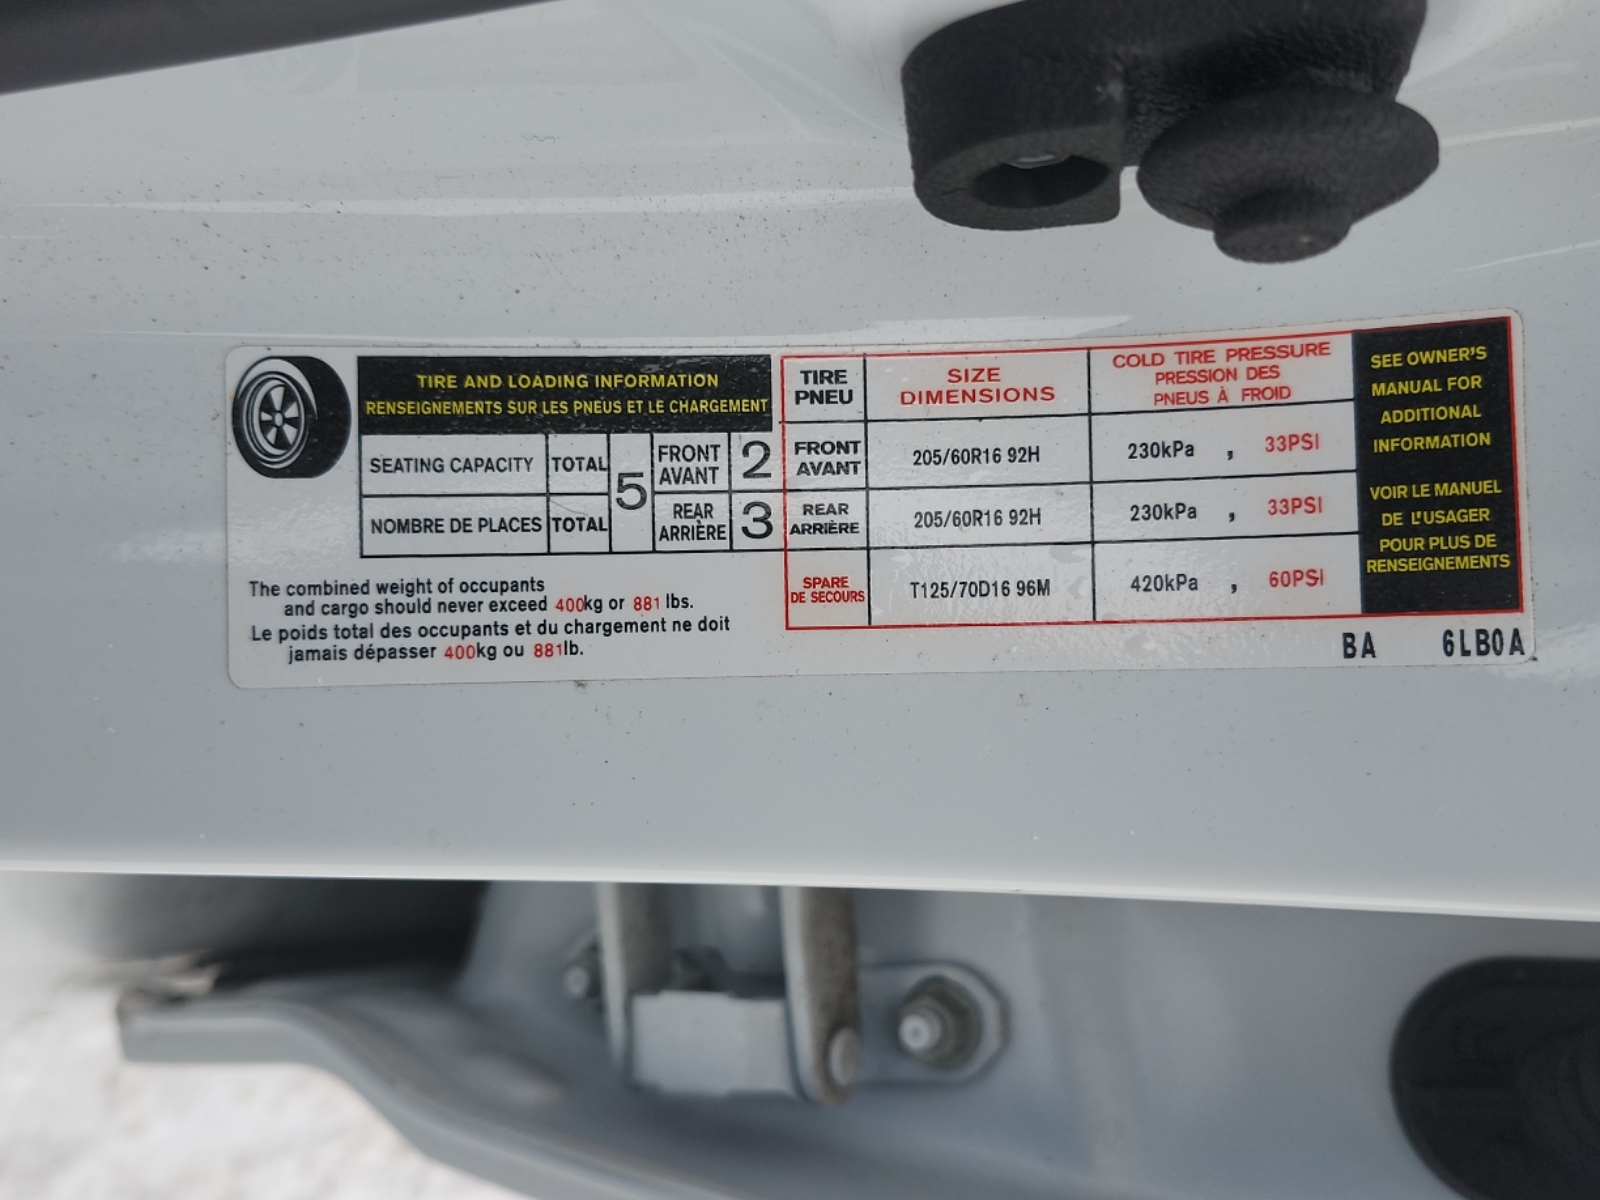 TIRE AND LOADING INFORMATION
RENSEIGNEMENTS SUR LES PNEUS ET LE CHARGEMENT
SEATING CAPACITY TOTAL
NOMBRE DE PLACES TOTAL
5
FRONT
AVANT
2
REAR
ARRIÈRE
3
The combined weight of occupants
and cargo should never exceed 400kg or 881 lbs.
Le poids total des occupants et du chargement ne doit
jamais dépasser 400kg ou 881lb.
TIRE
PNEU
SIZE
DIMENSIONS
COLD TIRE PRESSURE
PRESSION DES
PNEUS À FROID
FRONT
AVANT
205/60R16 92H
230kPa , 33PSI
REAR
ARRIÈRE
205/60R16 92H
230kPa , 33PSI
SPARE
DE SECOURS
T125/70D16 96M
420kPa , 60PSI
SEE OWNER'S
MANUAL FOR
ADDITIONAL
INFORMATION
VOIR LE MANUEL
DE L'USAGER
POUR PLUS DE
RENSEIGNEMENTS
BA 6LB0A